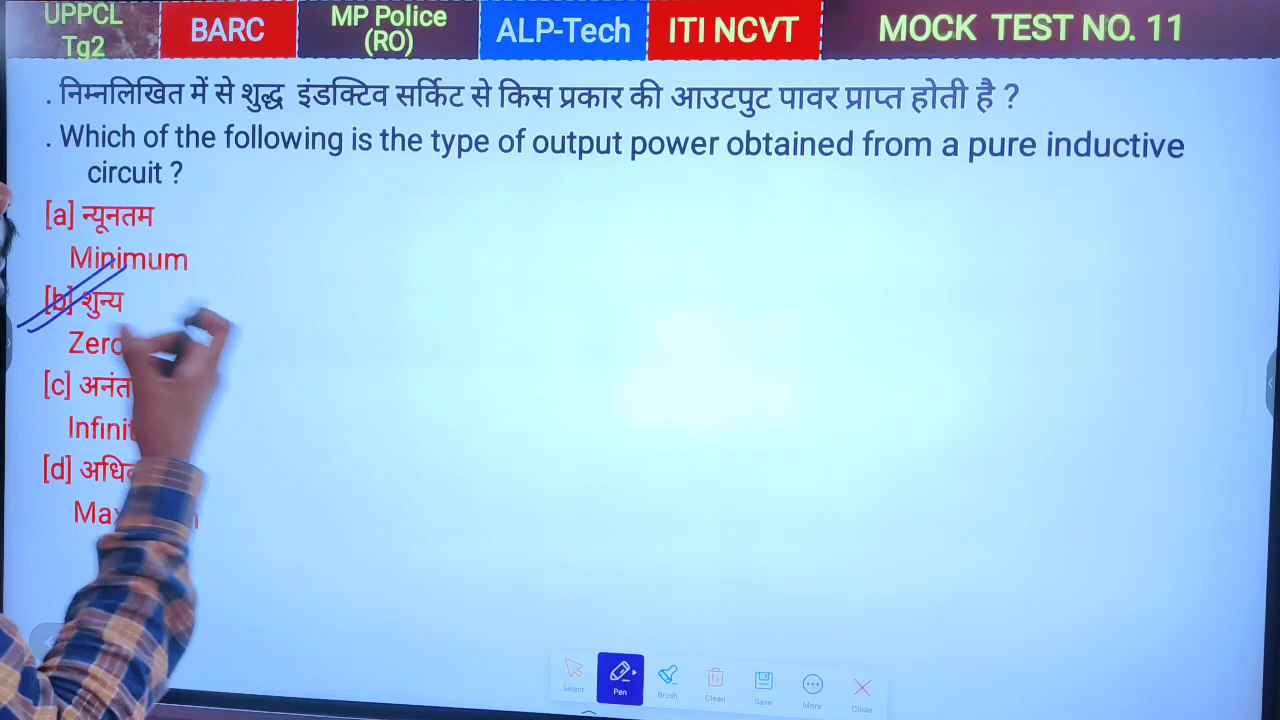 UPPCL
Tg2
BARC
MP Police
(RO)
ALP-Tech
ITI NCVT
MOCK TEST NO. 11
. निम्नलिखित में से शुद्ध इंडक्टिव सर्किट से किस प्रकार की आउटपुट पावर प्राप्त होती है ?
. Which of the following is the type of output power obtained from a pure inductive
circuit ?
[a] न्यूनतम
Minimum
[b] शुन्य
Zero
[c] अनंत
[d]
Select
Pen
Brush
Clean
Save
More
Close